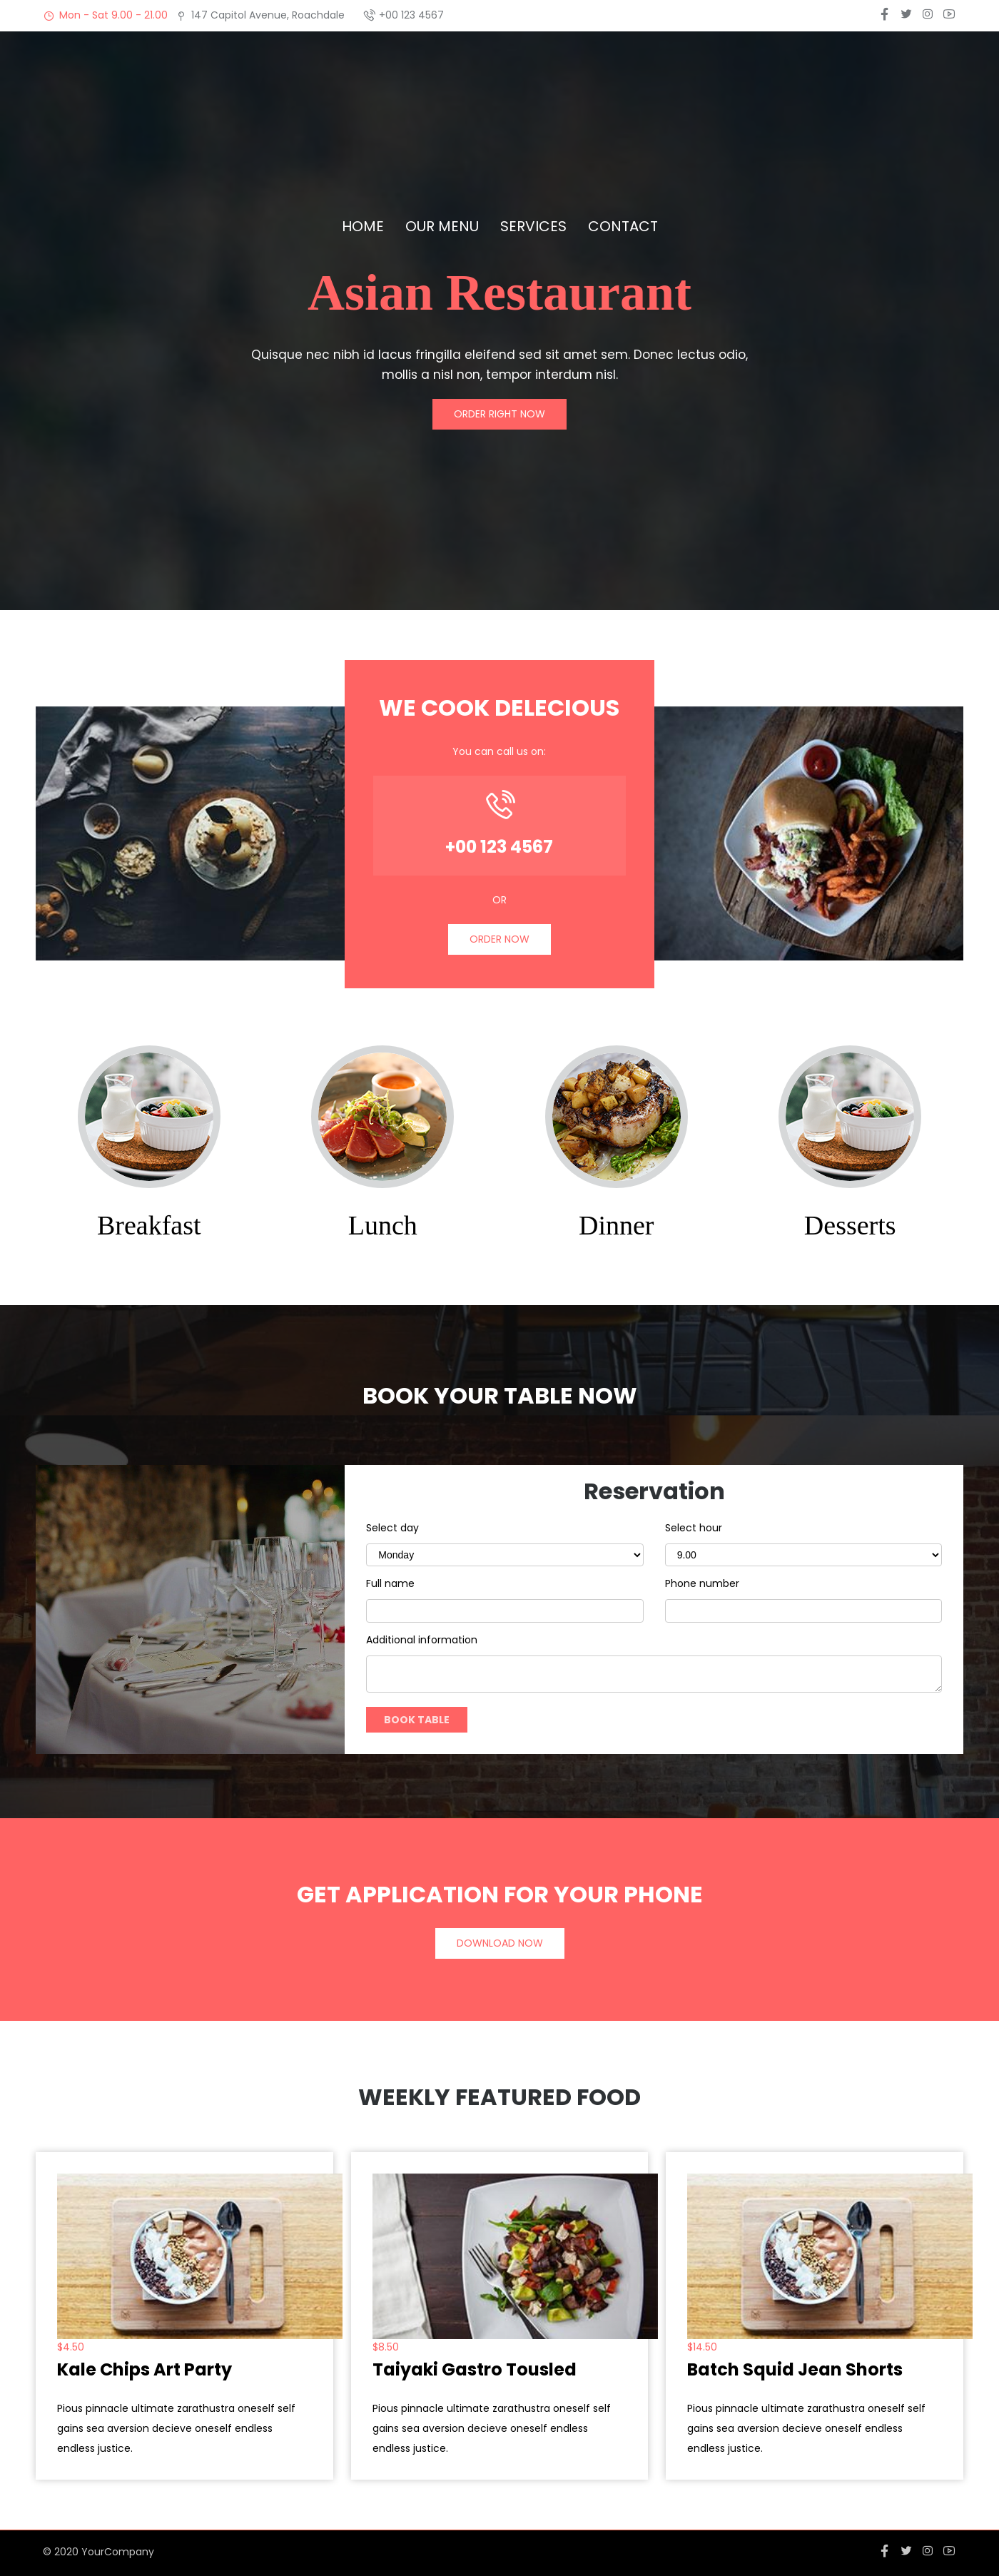 Mon - Sat 9.00 - 21.00 147 Capitol Avenue, Roachdale +00 123 4567
HOME OUR MENU SERVICES CONTACT
Asian Restaurant
Quisque nec nibh id lacus fringilla eleifend sed sit amet sem. Donec lectus odio,
mollis a nisl non, tempor interdum nisl.
ORDER RIGHT NOW
WE COOK DELECIOUS
You can call us on:
+00 123 4567
OR
ORDER NOW
Breakfast Lunch Dinner Desserts
BOOK YOUR TABLE NOW
Reservation
Select day Select hour
Monday 9.00
Full name Phone number
Additional information
BOOK TABLE
GET APPLICATION FOR YOUR PHONE
DOWNLOAD NOW
WEEKLY FEATURED FOOD
$4.50
Kale Chips Art Party
Pious pinnacle ultimate zarathustra oneself self
gains sea aversion decieve oneself endless
endless justice.
$8.50
Taiyaki Gastro Tousled
Pious pinnacle ultimate zarathustra oneself self
gains sea aversion decieve oneself endless
endless justice.
$14.50
Batch Squid Jean Shorts
Pious pinnacle ultimate zarathustra oneself self
gains sea aversion decieve oneself endless
endless justice.
© 2020 YourCompany